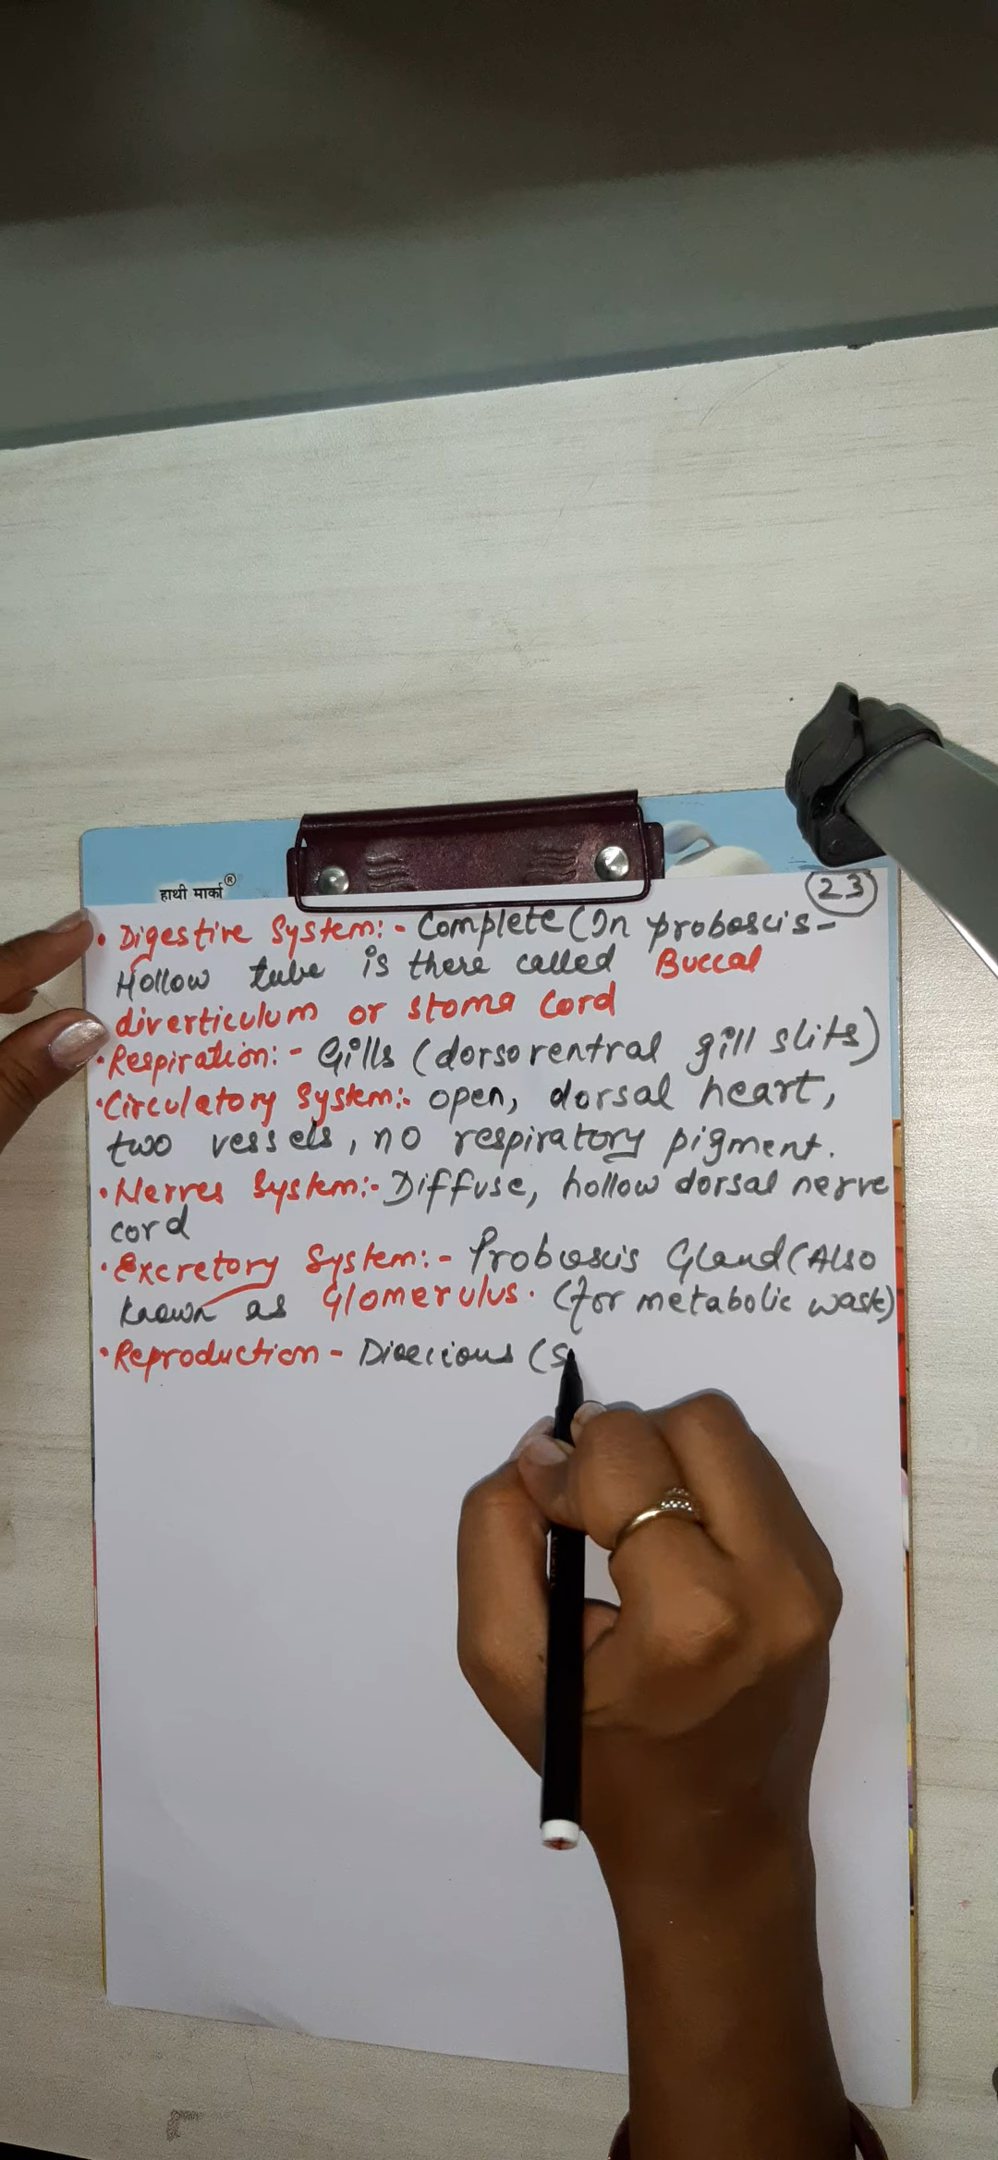 हाथी मार्का®
23
• Digestive System:- Complete (In proboscis-
Hollow tube is there called Buccal
diverticulum or stoma Cord
• Respiration:- Gills (dorsorentral gill slits)
• Circulatory System:- open, dorsal heart,
two vessels, no respiratory pigment.
• Nerves System:- Diffuse, hollow dorsal nerve
cord
• Excretory System:- Proboscis Gland (Also
known as Glomerulus. (for metabolic waste)
• Reproduction - Dioecious (S